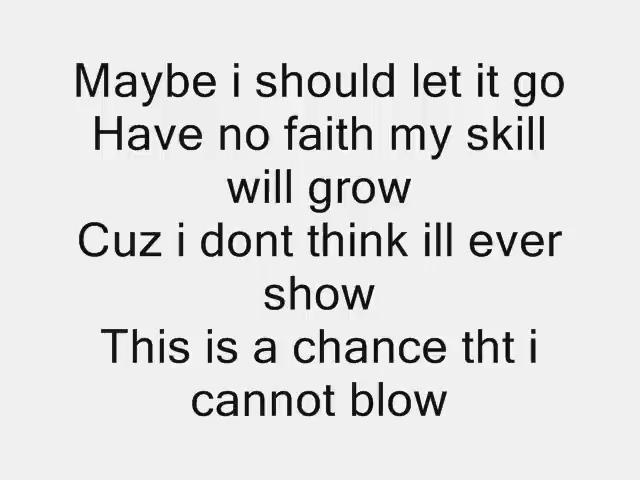 Maybe i should let it go
Have no faith my skill
will grow
Cuz i dont think ill ever
show
This is a chance tht i
cannot blow